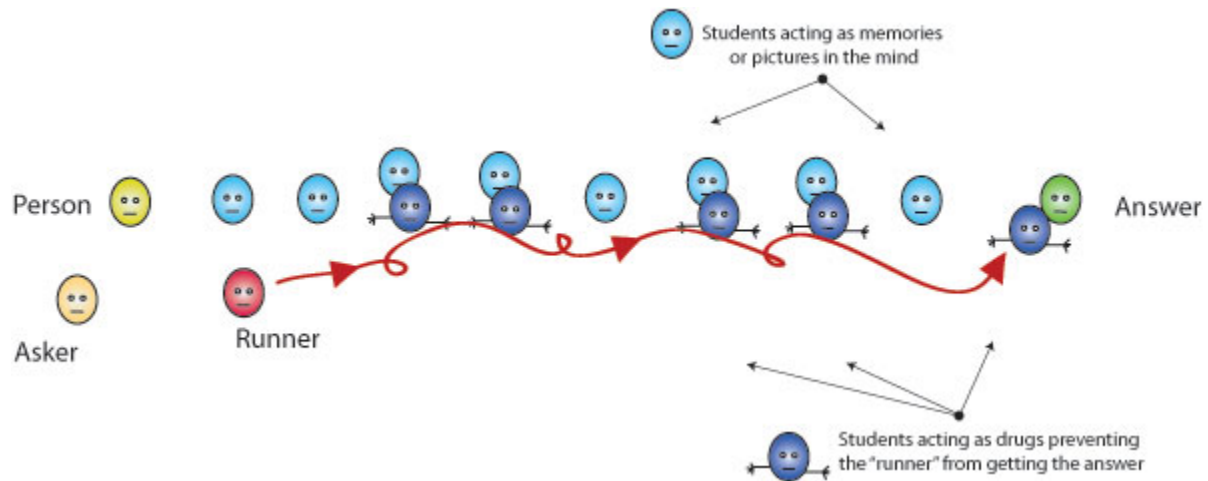 Students acting as memories
or pictures in the mind
Person
Answer
Runner
Asker
Students acting as drugs preventing
the "runner" from getting the answer